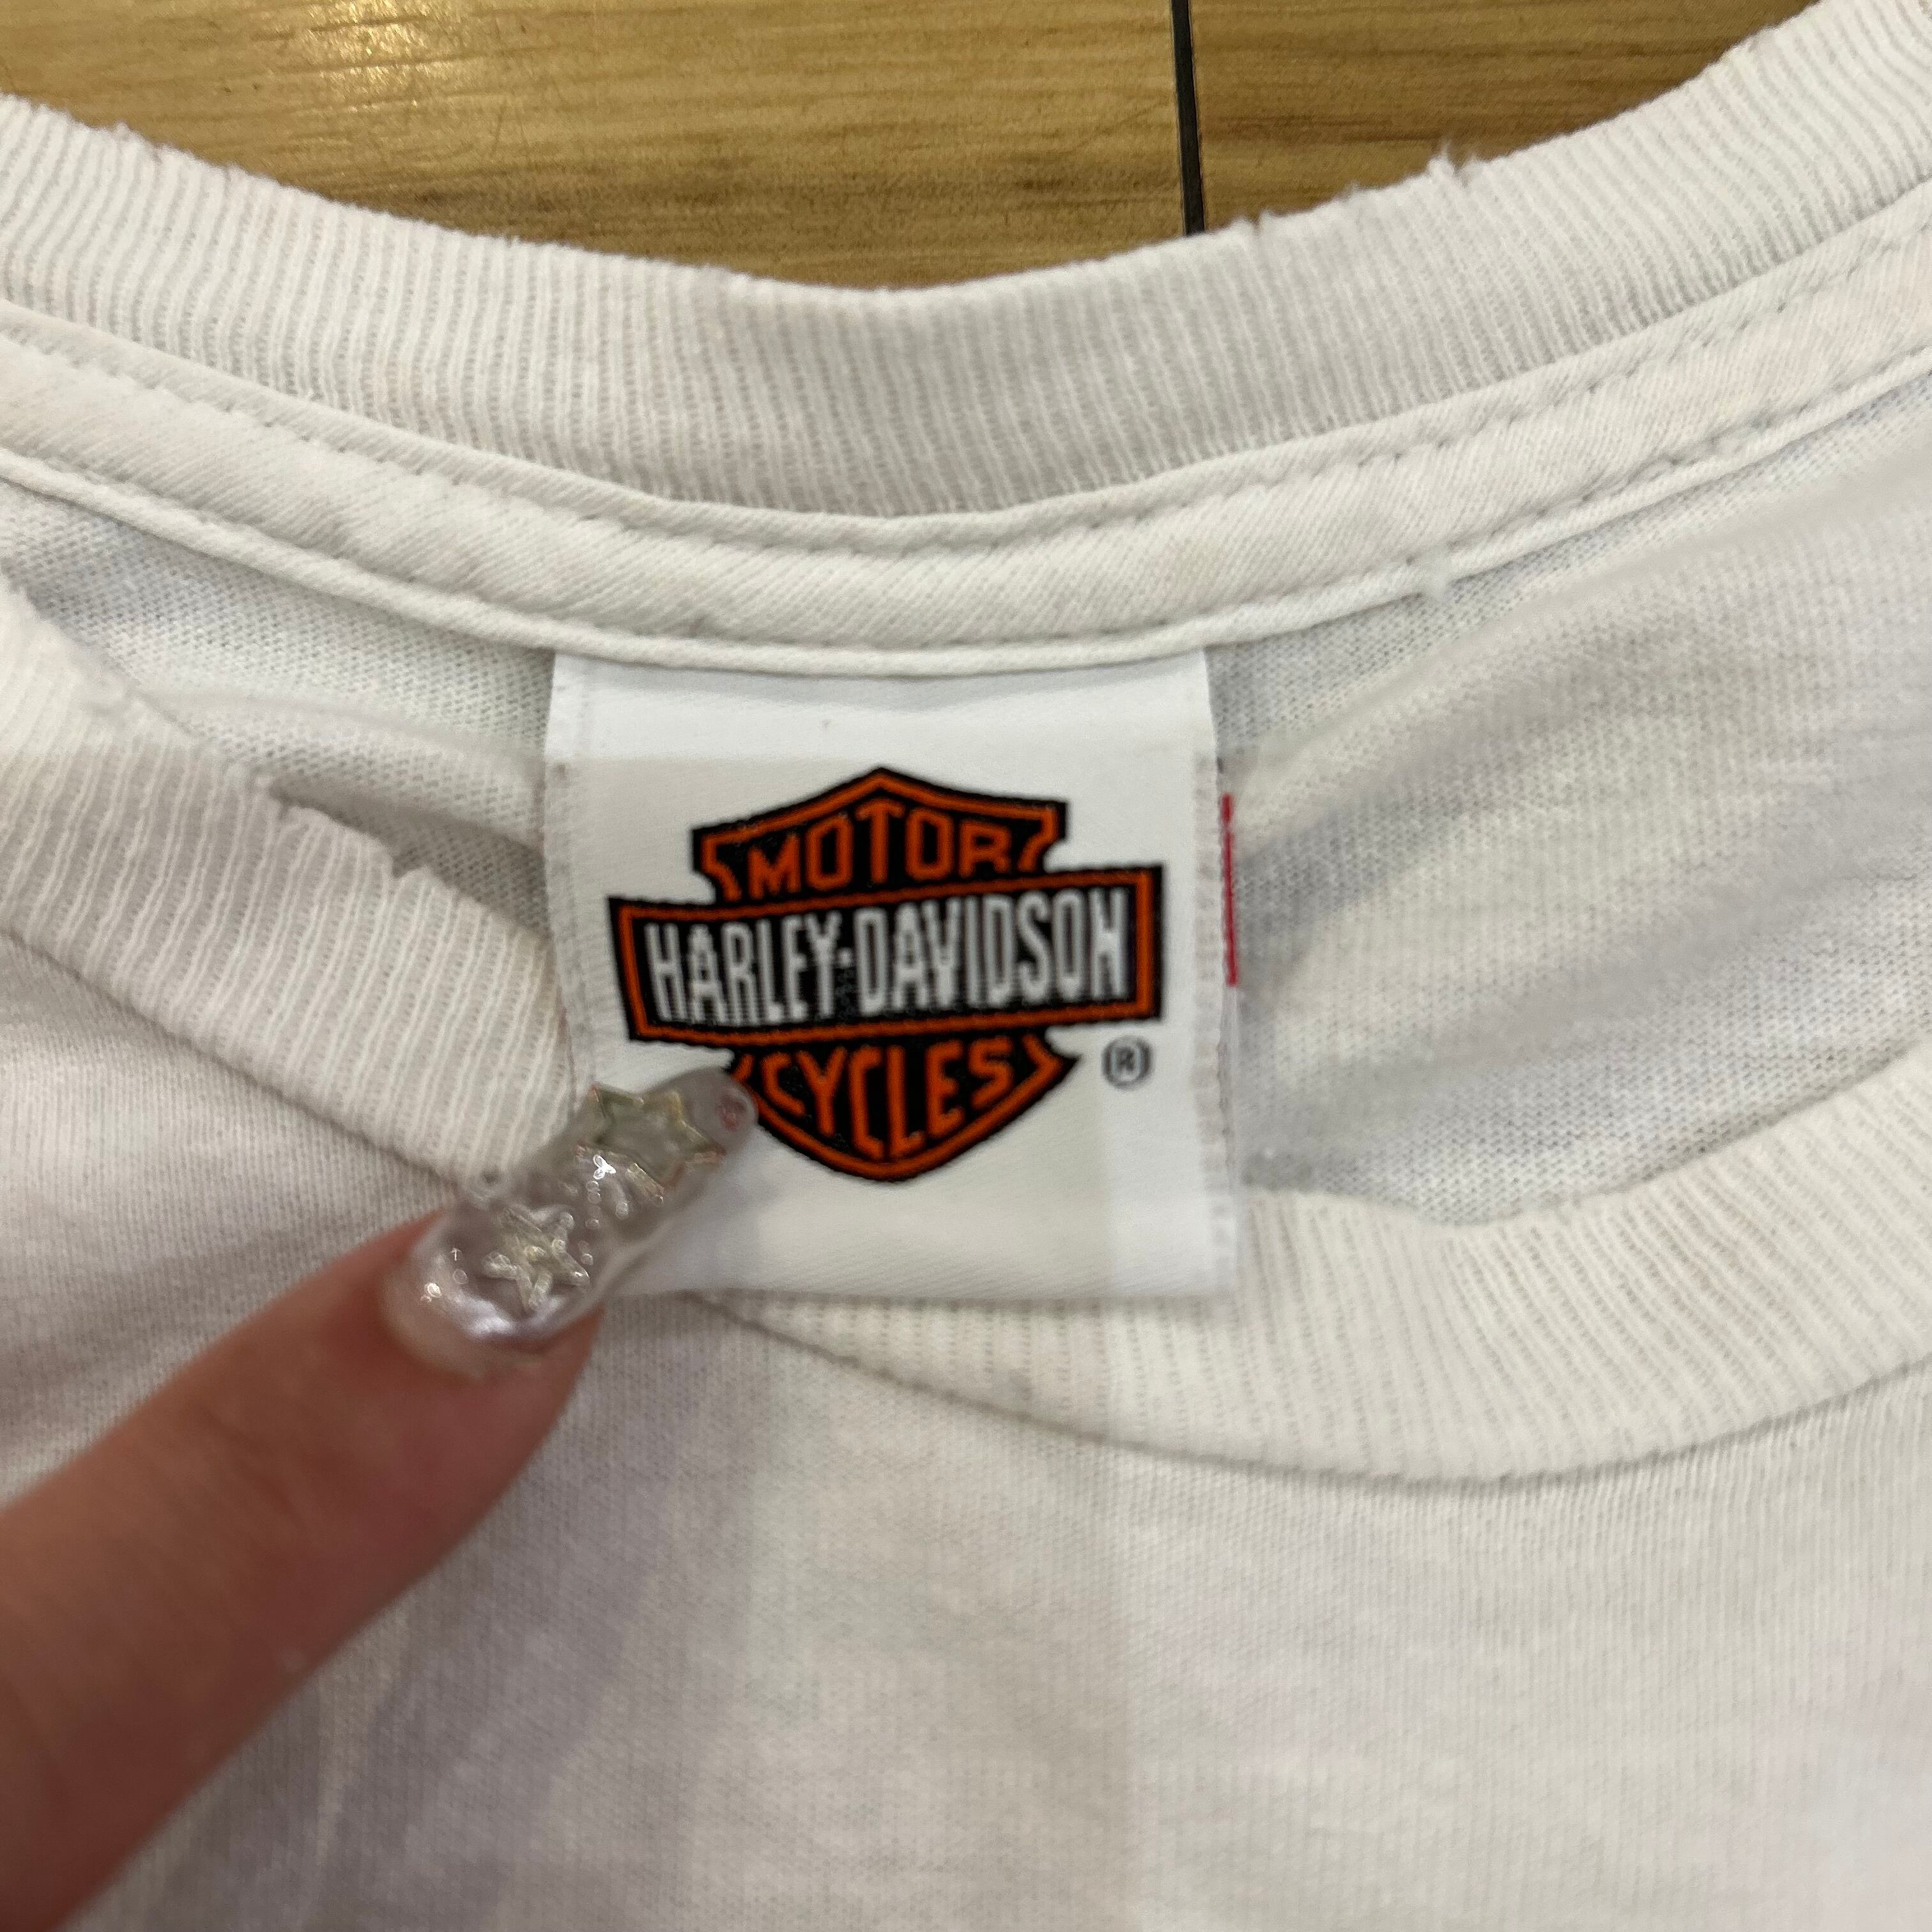 MOTOR
HARLEY-DAVIDSON
CYCLES
®